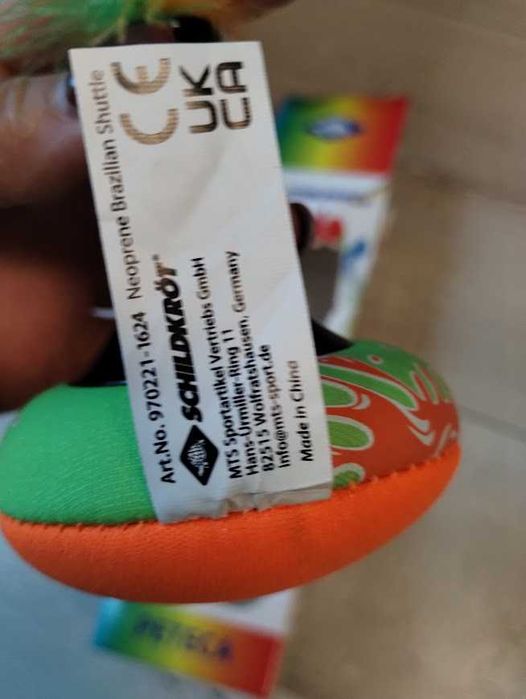 Art.No. 970221-1624 Neoprene Brazilian Shuttle
SCHILDKRÖT®
MTS Sportartikel Vertriebs GmbH
Hans-Urmiller-Ring 11
82515 Wolfratshausen, Germany
info@mts-sport.de
Made in China
CE
UK
CA
PETECA